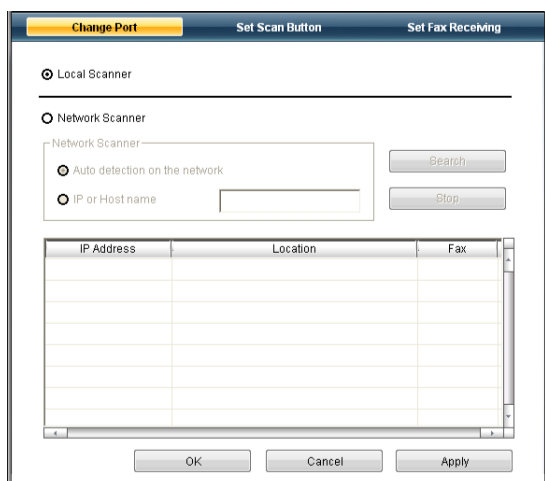 Change Port Set Scan Button Set Fax Receiving
Local Scanner
Network Scanner
Network Scanner
Auto detection on the network
Search
IP or Host name
Stop
IP Address Location Fax
OK Cancel Apply